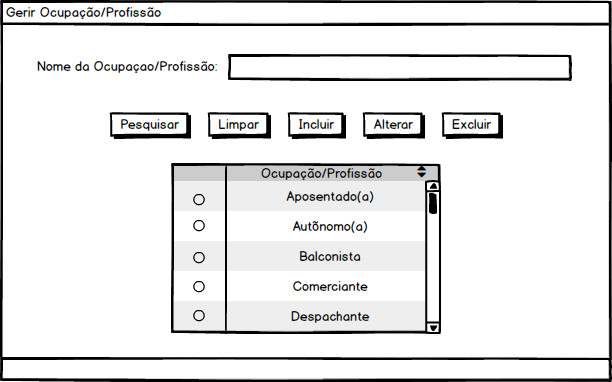 Gerir Ocupação/Profissão
Nome da Ocupaçao/Profissão:
Pesquisar Limpar Incluir Alterar Excluir
Ocupação/Profissão
Aposentado(a)
Autônomo(a)
Balconista
Comerciante
Despachante